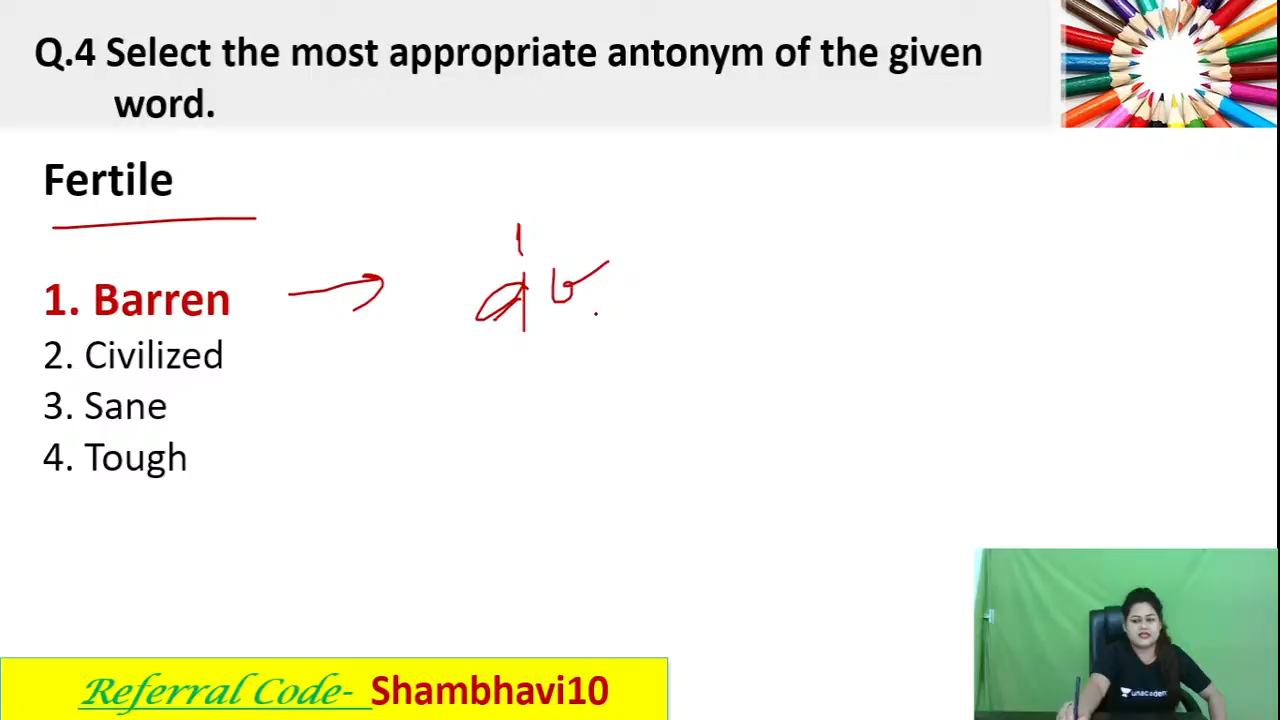 Q.4 Select the most appropriate antonym of the given
word.
Fertile
1. Barren
2. Civilized
3. Sane
4. Tough
Referral Code- Shambhavi10
unacademy